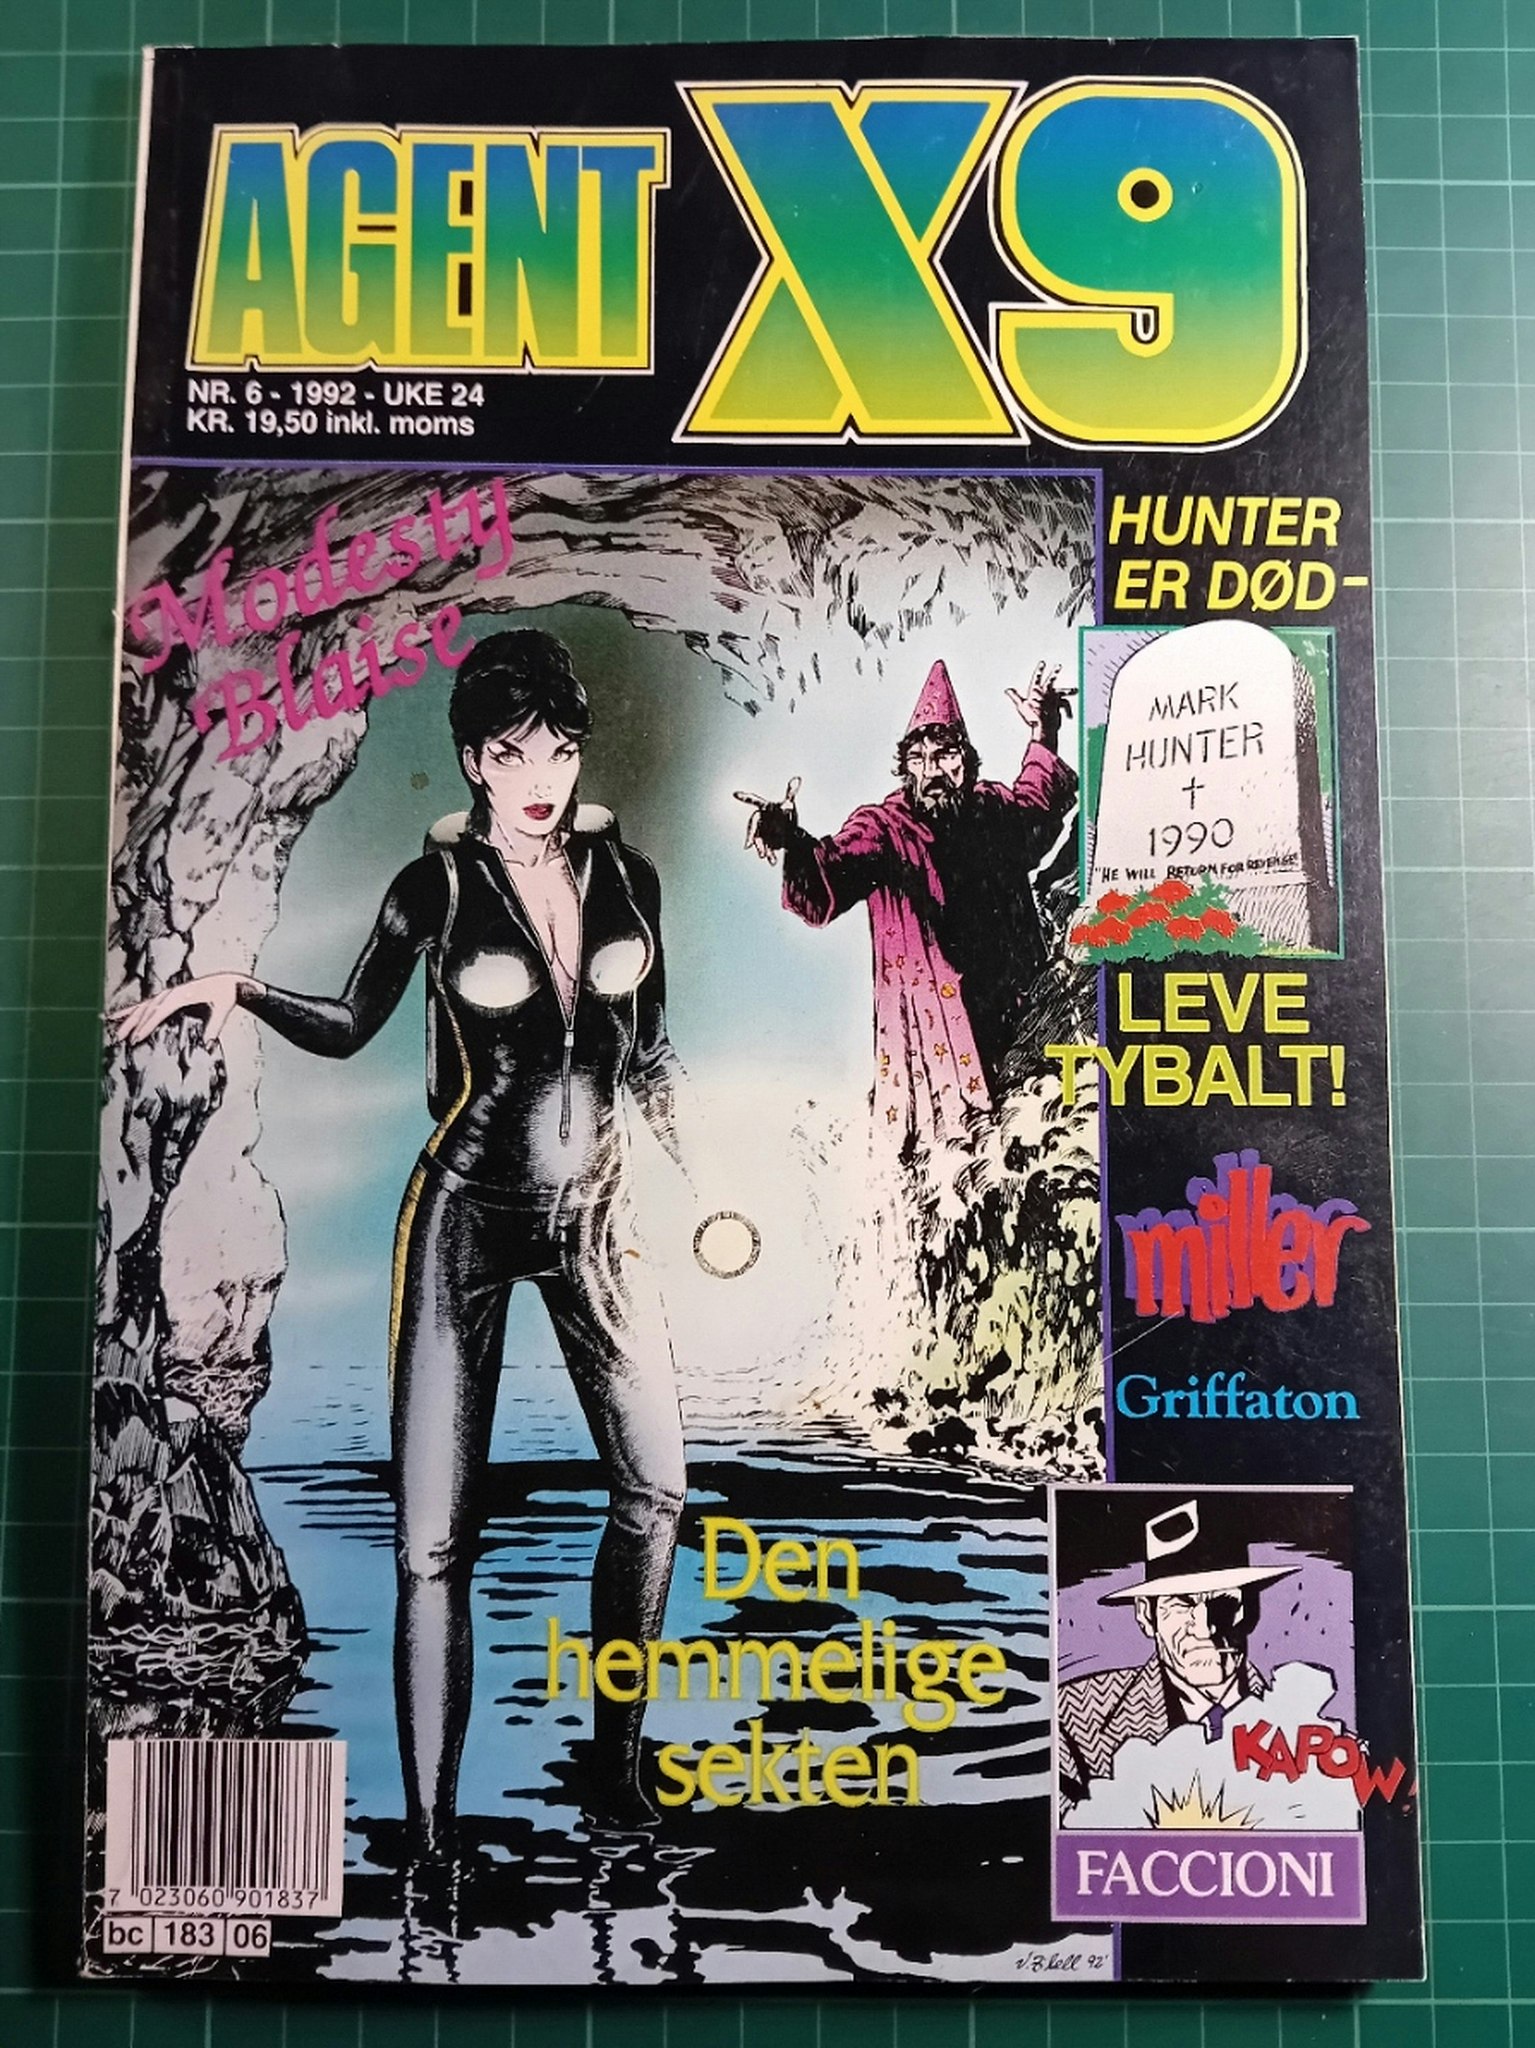 AGENT X9
NR. 6 - 1992 - UKE 24
KR. 19,50 inkl. moms
Modesty
Blaise
HUNTER
ER DØD-
MARK
HUNTER
†
1990
"HE WILL RETURN FOR REVENGE"
LEVE
TYBALT!
miller
Griffaton
Den
hemmelige
sekten
KAPOW!
FACCIONI
7 023060 901837
bc 183 06
92'